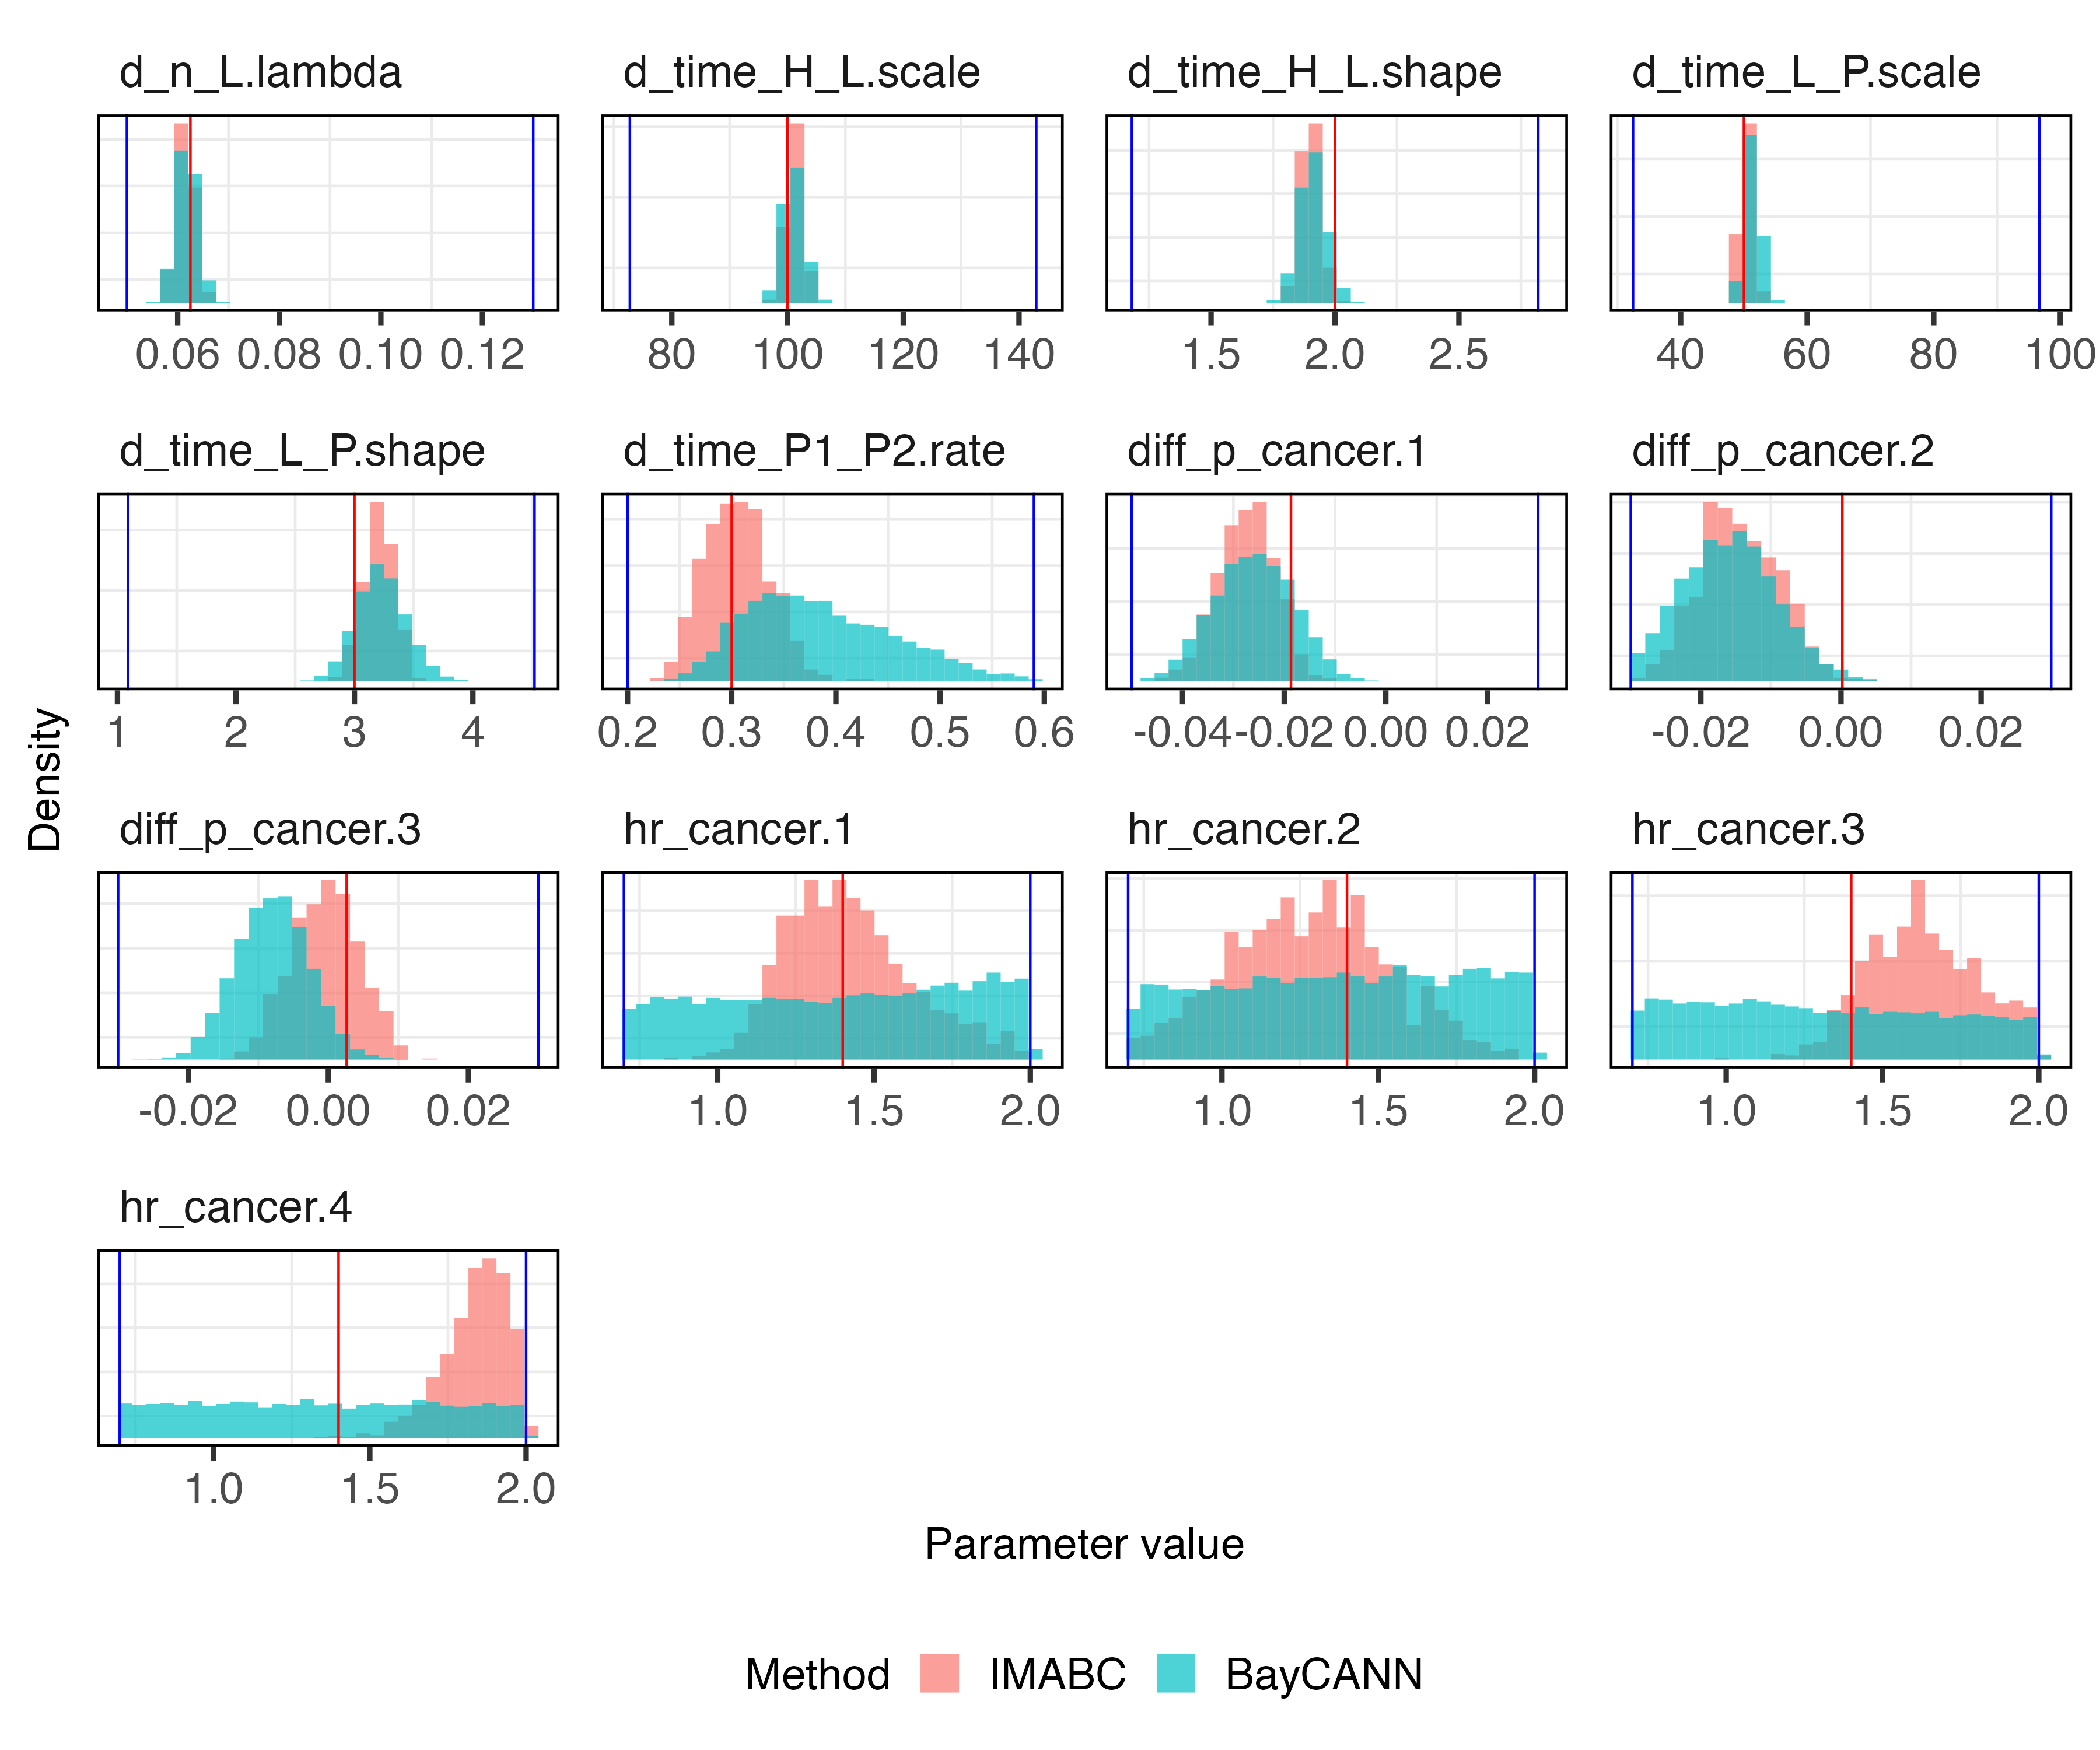 d_n_L.lambda
d_time_H_L.scale
d_time_H_L.shape
d_time_L_P.scale
0.06 0.08 0.10 0.12
80 100 120 140
1.5 2.0 2.5
40 60 80 100
d_time_L_P.shape
d_time_P1_P2.rate
diff_p_cancer.1
diff_p_cancer.2
1 2 3 4
0.2 0.3 0.4 0.5 0.6
-0.04 -0.02 0.00 0.02
-0.02 0.00 0.02
Density
diff_p_cancer.3
hr_cancer.1
hr_cancer.2
hr_cancer.3
-0.02 0.00 0.02
1.0 1.5 2.0
1.0 1.5 2.0
1.0 1.5 2.0
hr_cancer.4
1.0 1.5 2.0
Parameter value
Method IMABC BayCANN